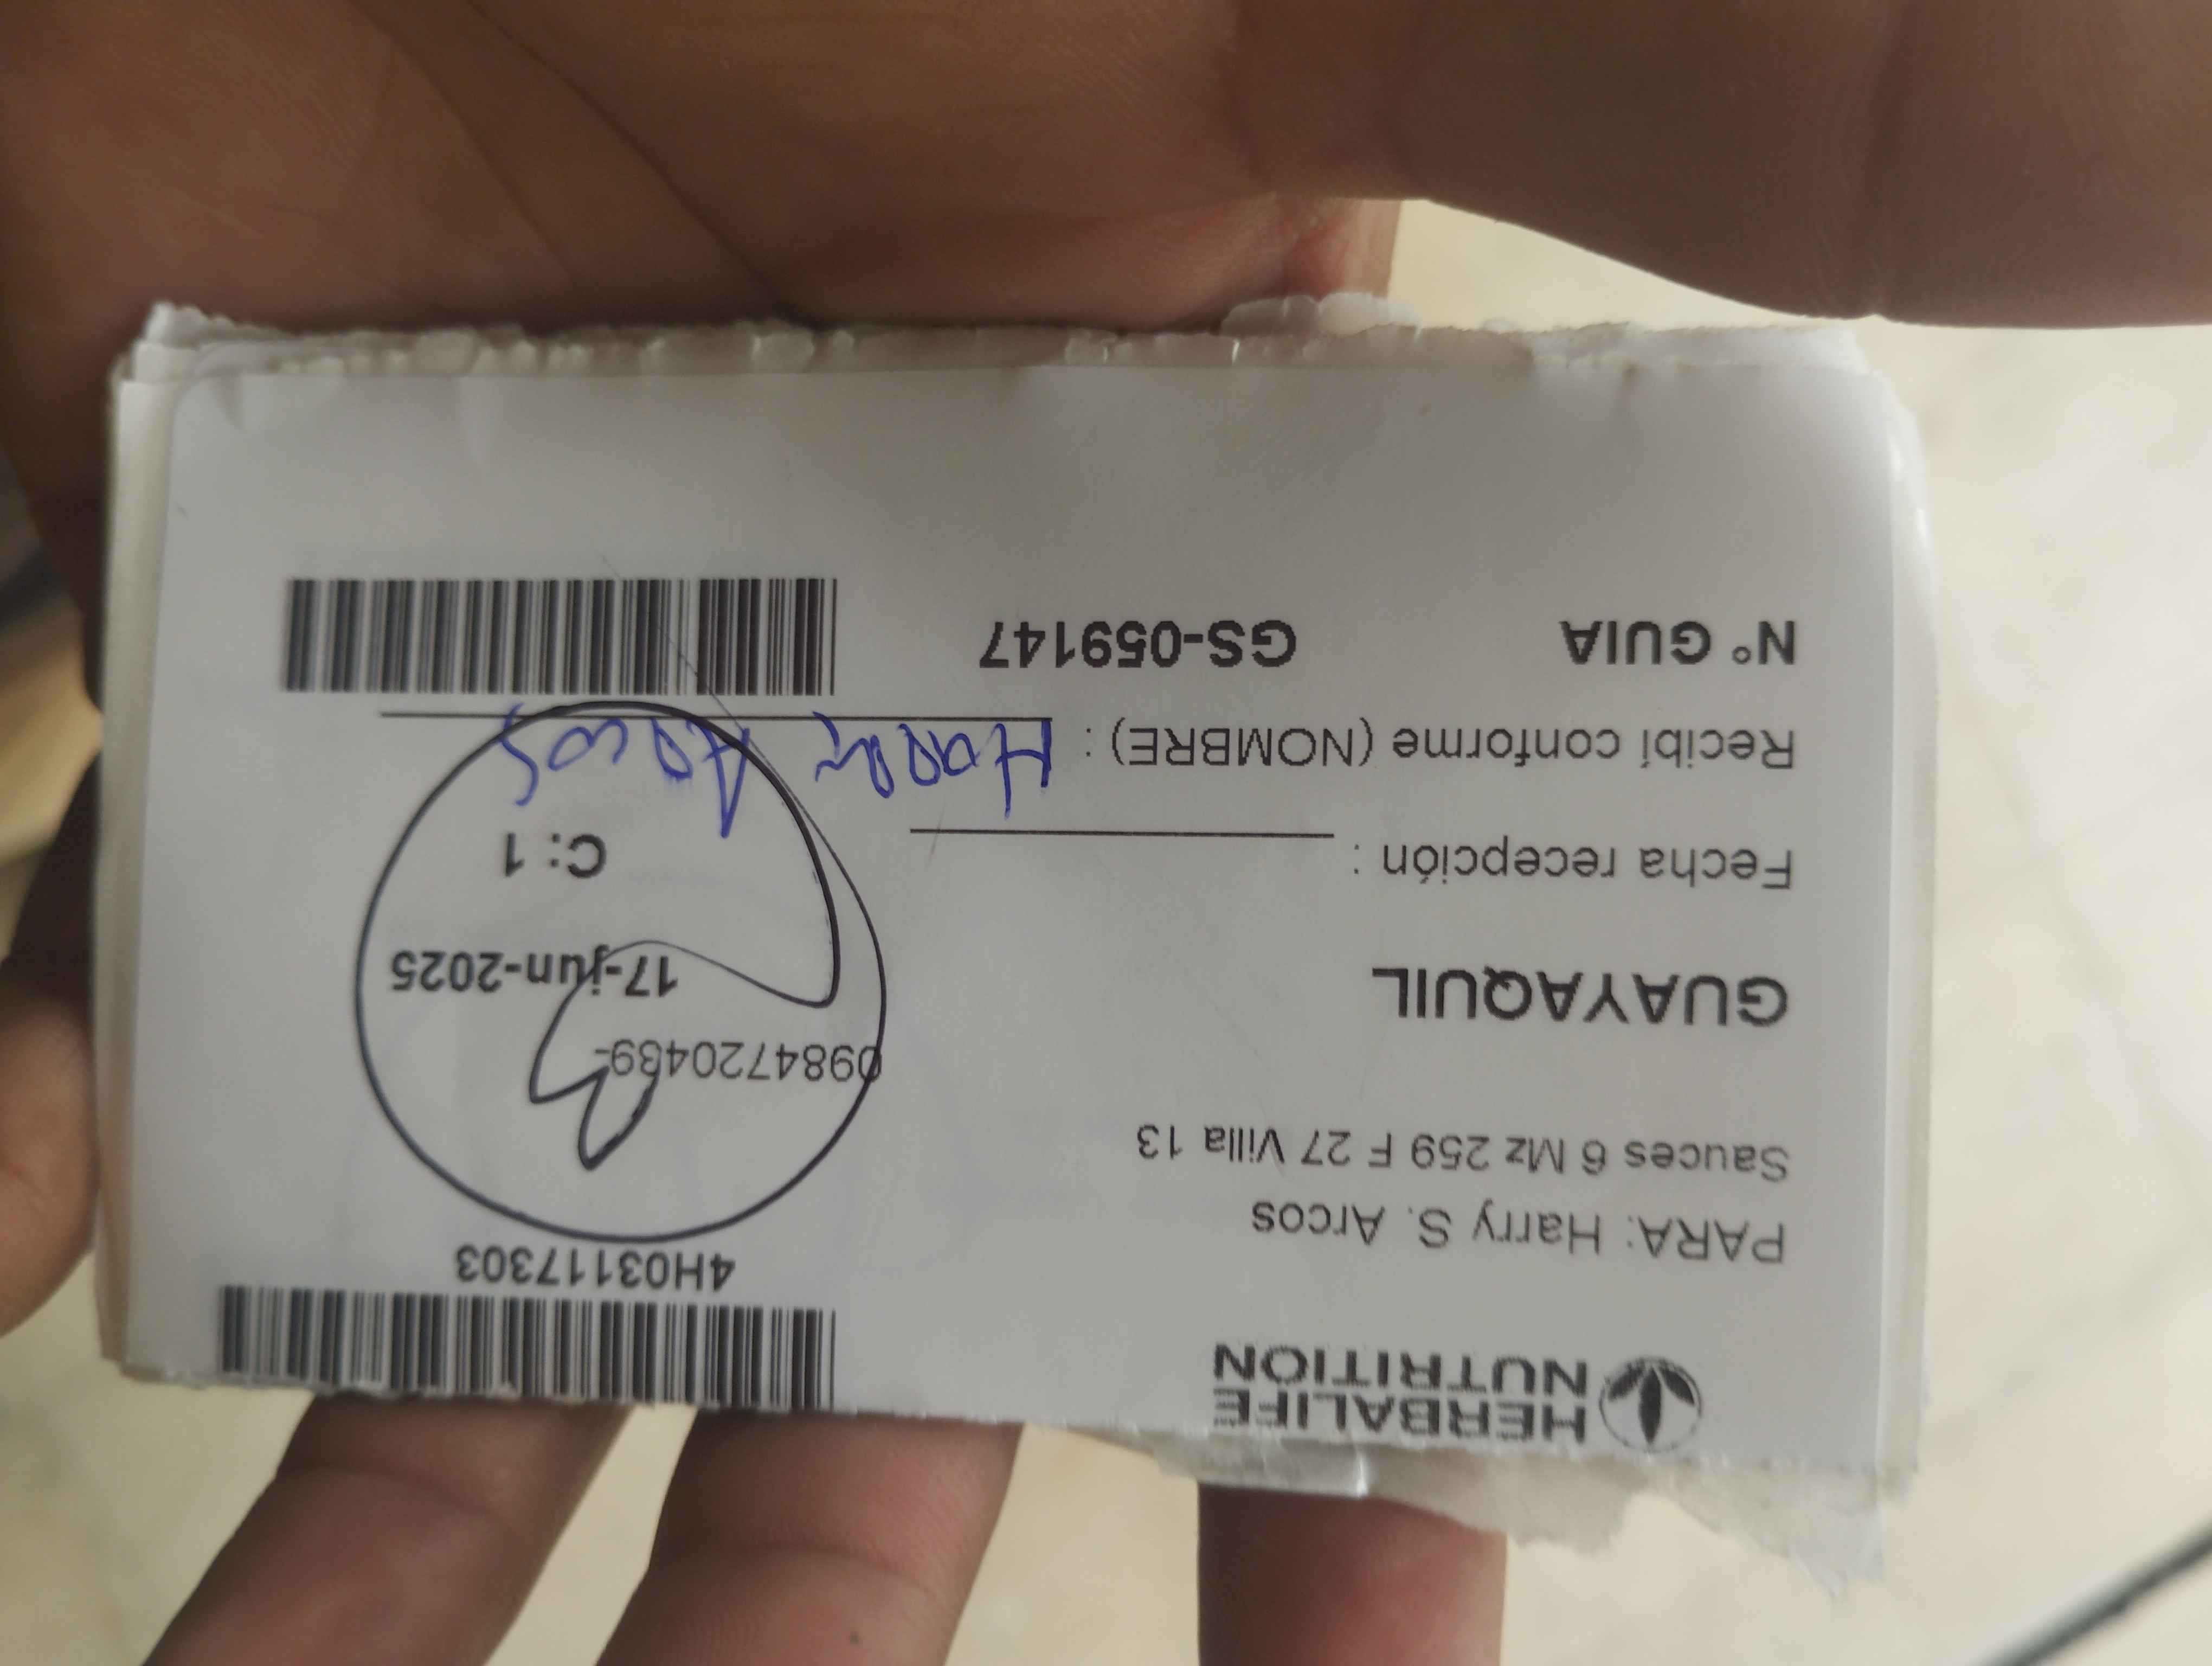 HERBALIFE
NUTRITION
4H03117303
PARA: Harry S. Arcos
Sauces 6 Mz 259 F 27 Villa 13
0984720439-
GUAYAQUIL
17-jun-2025
Fecha recepción :
C: 1
Recibí conforme (NOMBRE) : Harry Arcos
N° GUIA GS-059147